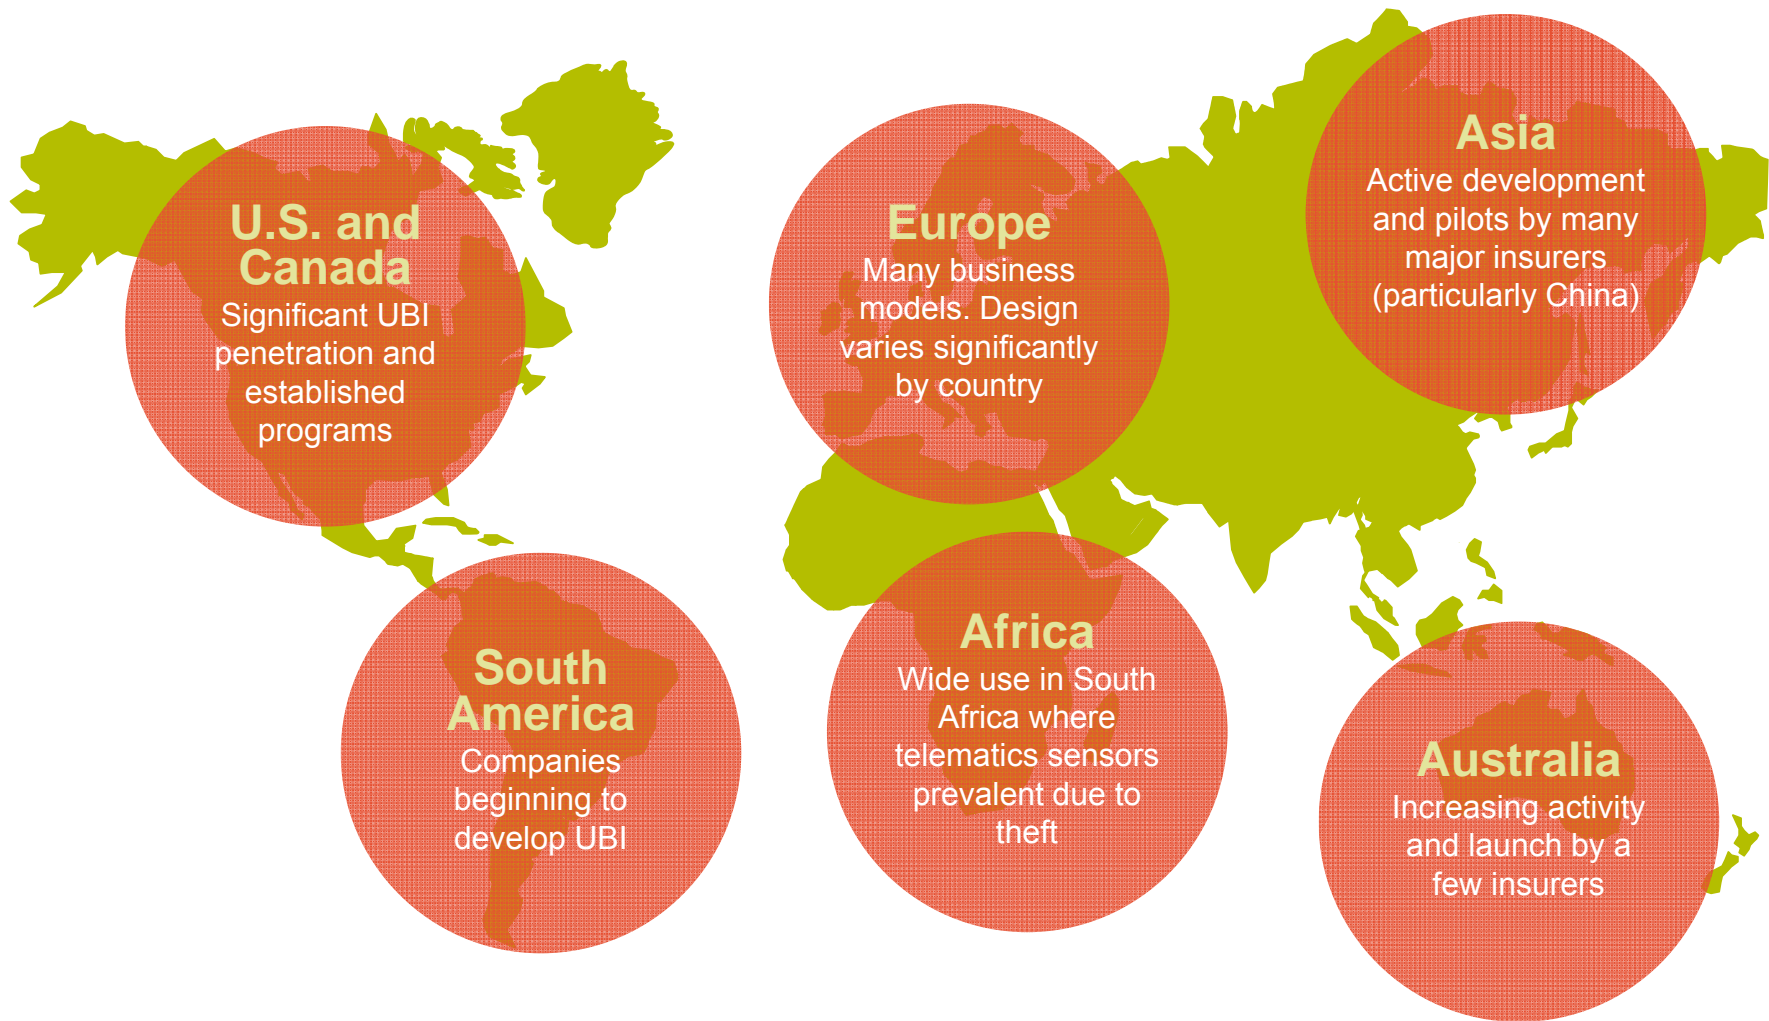 U.S. and
Canada
Significant UBI
penetration and
established
programs
Europe
Many business
models. Design
varies significantly
by country
Asia
Active development
and pilots by many
major insurers
(particularly China)
South
America
Companies
beginning to
develop UBI
Africa
Wide use in South
Africa where
telematics sensors
prevalent due to
theft
Australia
Increasing activity
and launch by a
few insurers